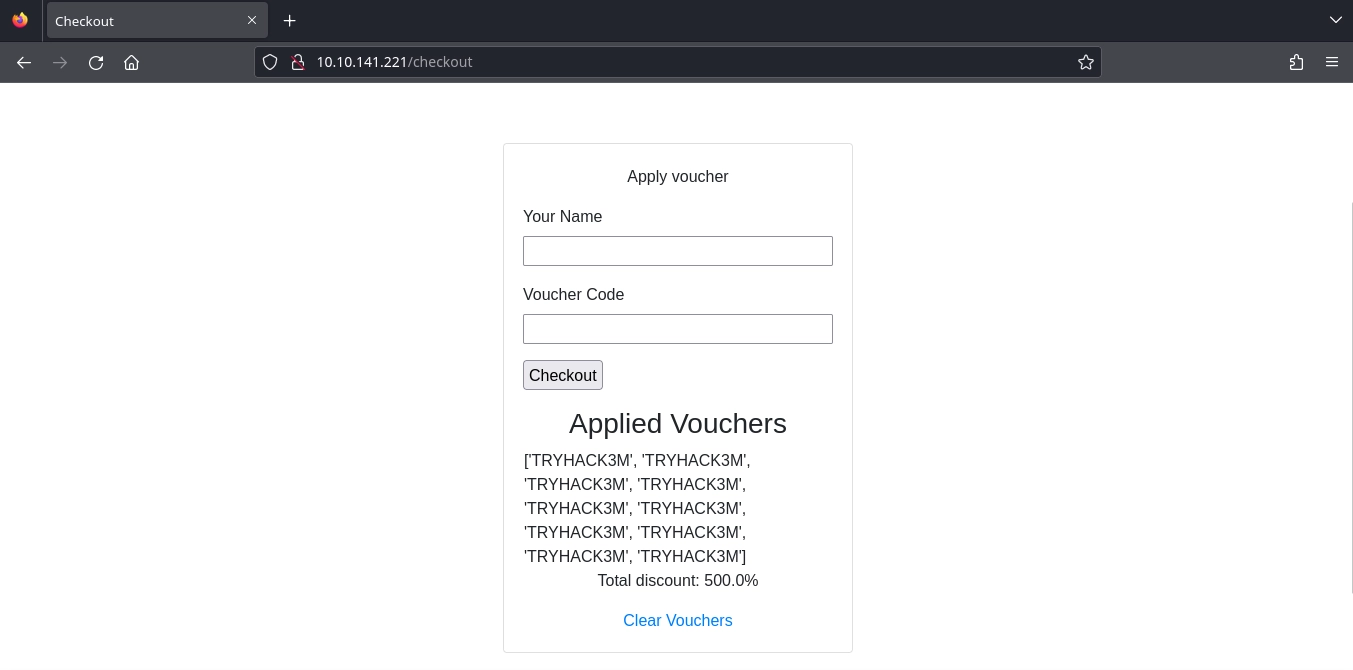 Checkout
10.10.141.221/checkout
Apply voucher
Your Name
Voucher Code
Checkout
Applied Vouchers
['TRYHACK3M', 'TRYHACK3M',
'TRYHACK3M', 'TRYHACK3M',
'TRYHACK3M', 'TRYHACK3M',
'TRYHACK3M', 'TRYHACK3M',
'TRYHACK3M', 'TRYHACK3M']
Total discount: 500.0%
Clear Vouchers